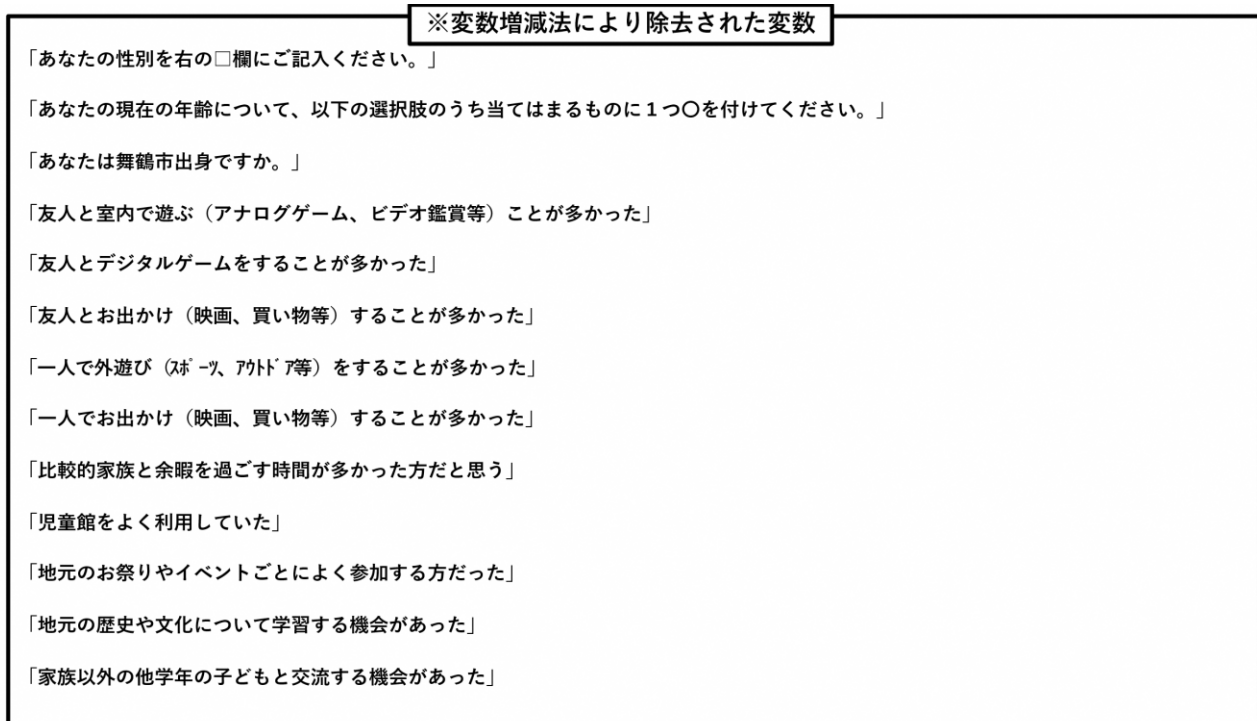 ※変数増減法により除去された変数
「あなたの性別を右の□欄にご記入ください。」
「あなたの現在の年齢について、以下の選択肢のうち当てはまるものに１つ〇を付けてください。」
「あなたは舞鶴市出身ですか。」
「友人と室内で遊ぶ（アナログゲーム、ビデオ鑑賞等）ことが多かった」
「友人とデジタルゲームをすることが多かった」
「友人とお出かけ（映画、買い物等）することが多かった」
「一人で外遊び（ｽﾎﾟｰﾂ、ｱｳﾄﾄﾞｱ等）をすることが多かった」
「一人でお出かけ（映画、買い物等）することが多かった」
「比較的家族と余暇を過ごす時間が多かった方だと思う」
「児童館をよく利用していた」
「地元のお祭りやイベントごとによく参加する方だった」
「地元の歴史や文化について学習する機会があった」
「家族以外の他学年の子どもと交流する機会があった」